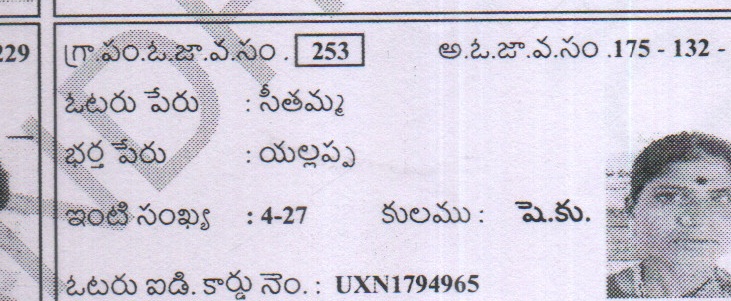 229
గ్రా.పం.ఓ.జా.వ.సం . 253 అ.ఓ.జా.వ.సం .175 - 132 -
ఓటరు పేరు : సీతమ్మ
భర్త పేరు : యల్లప్ప
ఇంటి సంఖ్య : 4-27 కులము : షె.కు.
ఓటరు ఐడి. కార్డు నెం. : UXN1794965